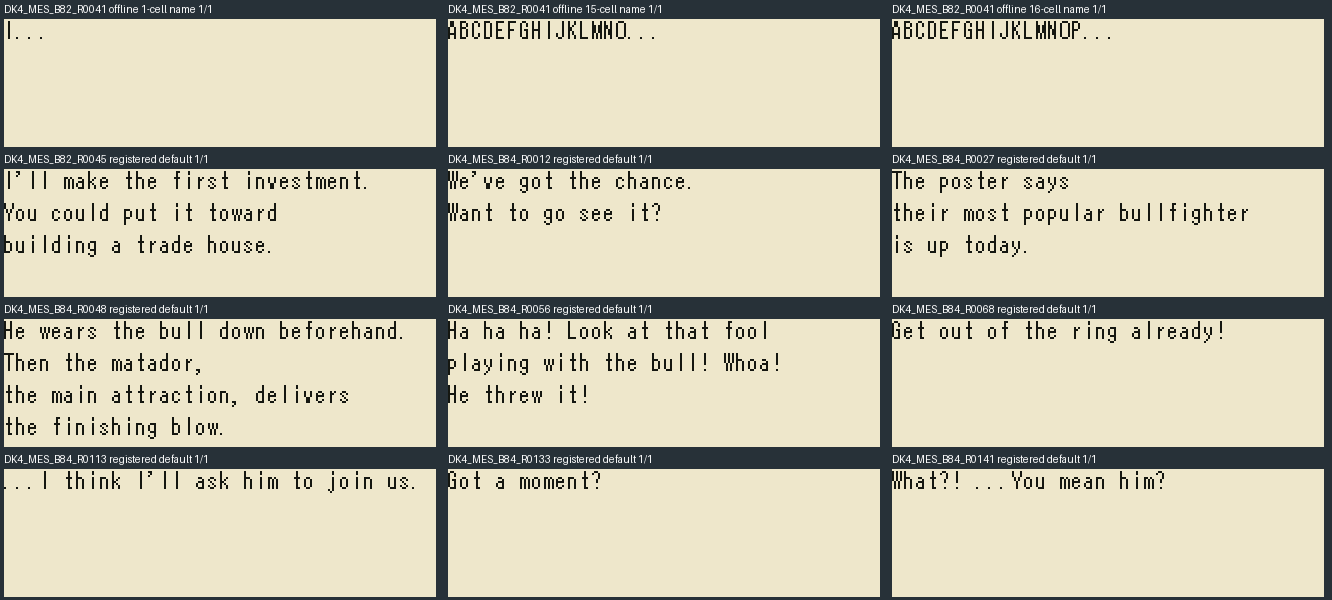 DK4_MES_B82_R0041 offline 1-cell name 1/1
I...
DK4_MES_B82_R0041 offline 15-cell name 1/1
ABCDEFGHIJKLMNO...
DK4_MES_B82_R0041 offline 16-cell name 1/1
ABCDEFGHIJKLMNOP...
DK4_MES_B82_R0045 registered default 1/1
I'll make the first investment.
You could put it toward
building a trade house.
DK4_MES_B84_R0012 registered default 1/1
We've got the chance.
Want to go see it?
DK4_MES_B84_R0027 registered default 1/1
The poster says
their most popular bullfighter
is up today.
DK4_MES_B84_R0048 registered default 1/1
He wears the bull down beforehand.
Then the matador,
the main attraction, delivers
the finishing blow.
DK4_MES_B84_R0056 registered default 1/1
Ha ha ha! Look at that fool
playing with the bull! Whoa!
He threw it!
DK4_MES_B84_R0068 registered default 1/1
Get out of the ring already!
DK4_MES_B84_R0113 registered default 1/1
...I think I'll ask him to join us.
DK4_MES_B84_R0133 registered default 1/1
Got a moment?
DK4_MES_B84_R0141 registered default 1/1
What?! ...You mean him?